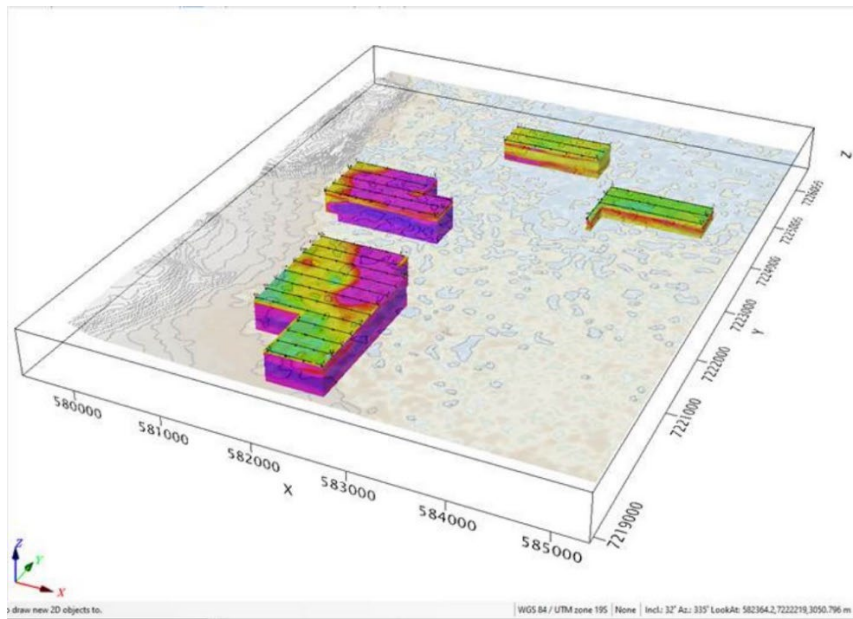 Z
7224000
7223000
Y
7222000
7221000
7219000
580000
581000
582000
583000
584000
585000
X
Z
Y
X
o draw new 2D objects to.
WGS 84 / UTM zone 19S
None
Incl.: 32° Az.: 335° LookAt: 582364.2,7222219,3050.796 m